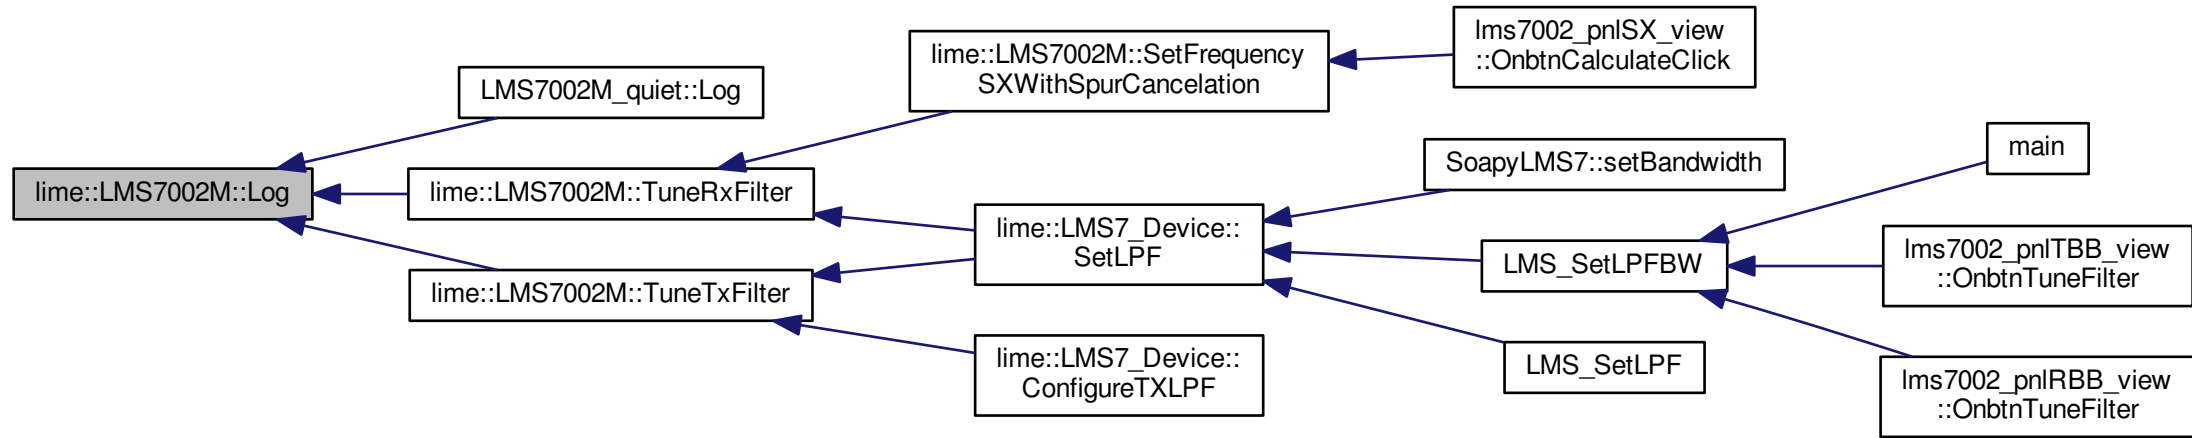 lime::LMS7002M::Log
LMS7002M_quiet::Log
lime::LMS7002M::TuneRxFilter
lime::LMS7002M::TuneTxFilter
lime::LMS7002M::SetFrequency
SXWithSpurCancelation
lime::LMS7_Device::
SetLPF
lime::LMS7_Device::
ConfigureTXLPF
lms7002_pnlSX_view
::OnbtnCalculateClick
SoapyLMS7::setBandwidth
LMS_SetLPFBW
LMS_SetLPF
main
lms7002_pnlTBB_view
::OnbtnTuneFilter
lms7002_pnlRBB_view
::OnbtnTuneFilter